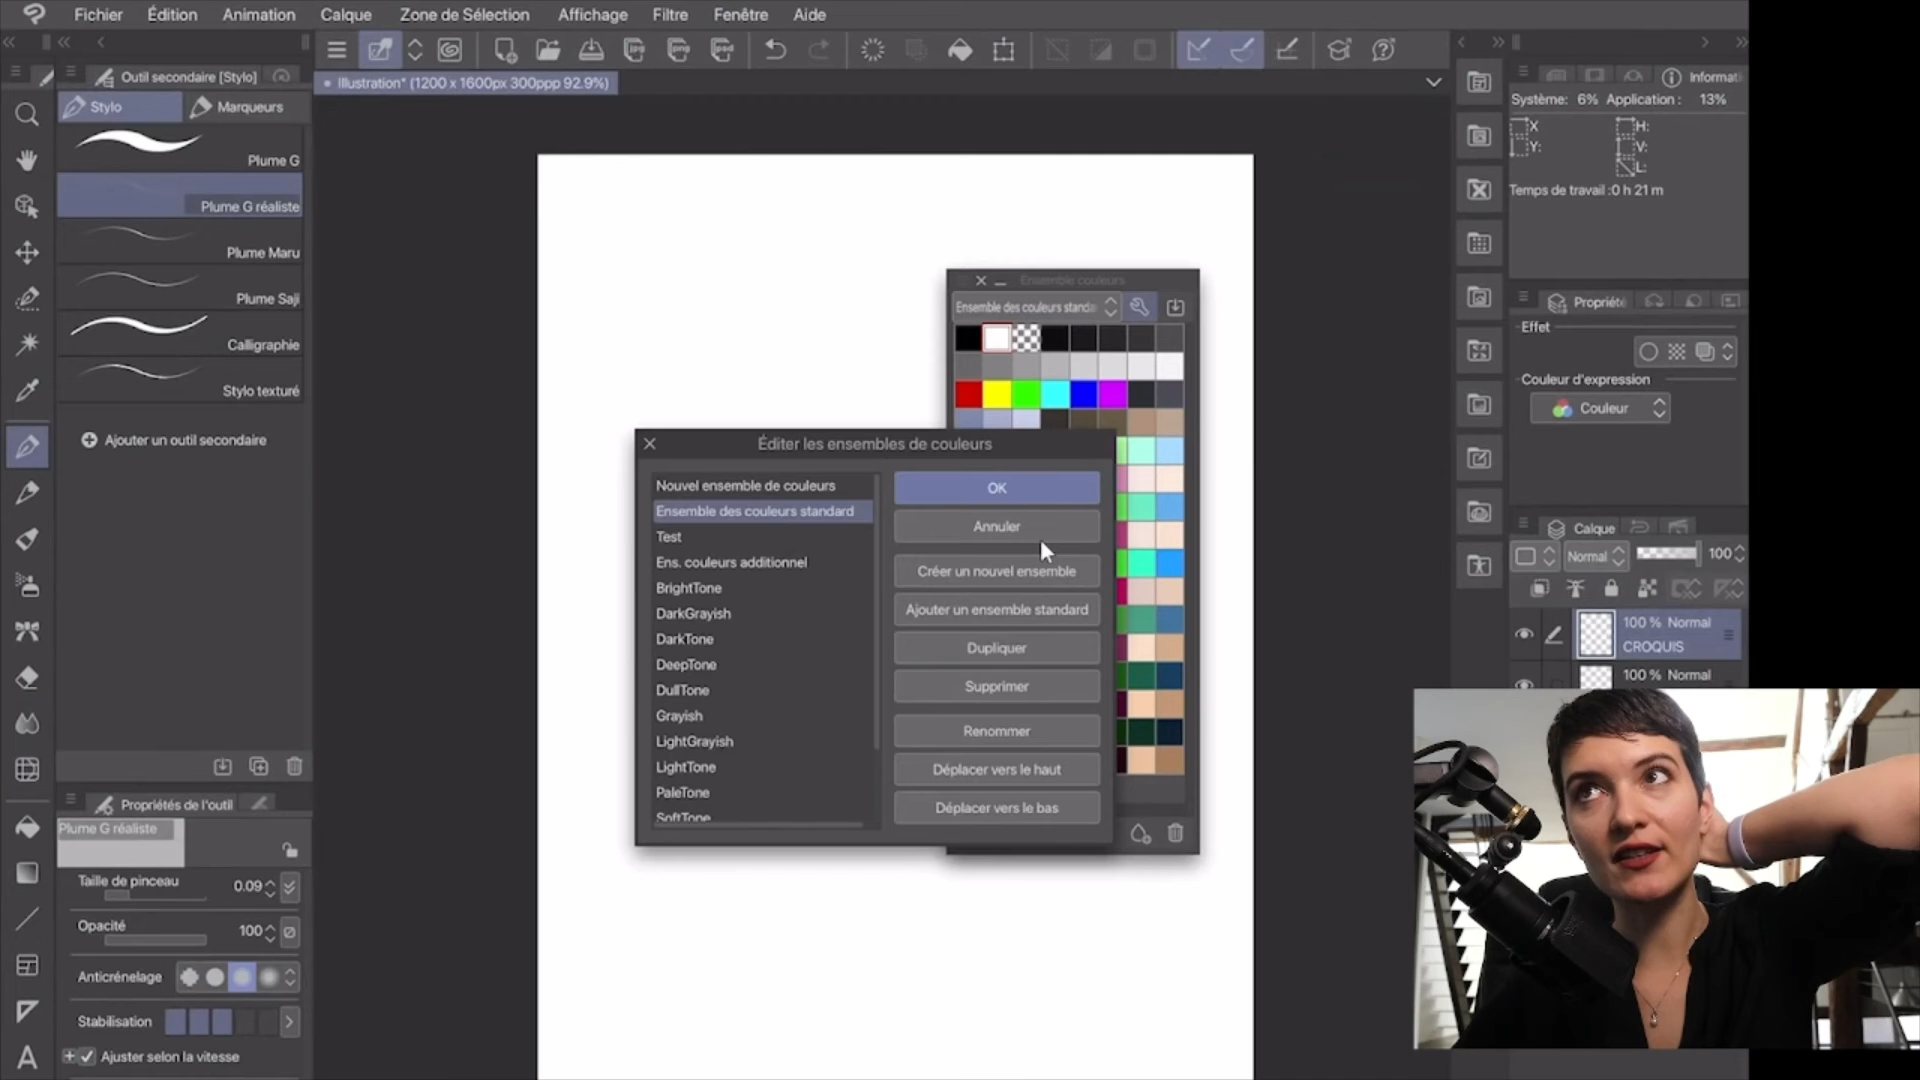 Fichier Édition Animation Calque Zone de Sélection Affichage Filtre Fenêtre Aide
Outil secondaire [Stylo]
Illustration* (1200 x 1600px 300ppp 92.9%)
Stylo Marqueurs
Plume G
Plume G réaliste
Plume Maru
Plume Saji
Calligraphie
Stylo texturé
Ajouter un outil secondaire
Propriétés de l'outil
Plume G réaliste
Taille de pinceau 0.09
Opacité 100
Anticrénelage
Stabilisation
Ajuster selon la vitesse
Ensemble couleurs
Ensemble des couleurs standa
Éditer les ensembles de couleurs
Nouvel ensemble de couleurs
Ensemble des couleurs standard
Test
Ens. couleurs additionnel
BrightTone
DarkGrayish
DarkTone
DeepTone
DullTone
Grayish
LightGrayish
LightTone
PaleTone
SoftTone
OK
Annuler
Créer un nouvel ensemble
Ajouter un ensemble standard
Dupliquer
Supprimer
Renommer
Déplacer vers le haut
Déplacer vers le bas
Informati
Système: 6% Application : 13%
X H:
Y: V:
L:
Temps de travail :0 h 21 m
Propriété
Effet
Couleur d'expression
Couleur
Calque
Normal 100
100 % Normal
CROQUIS
100 % Normal